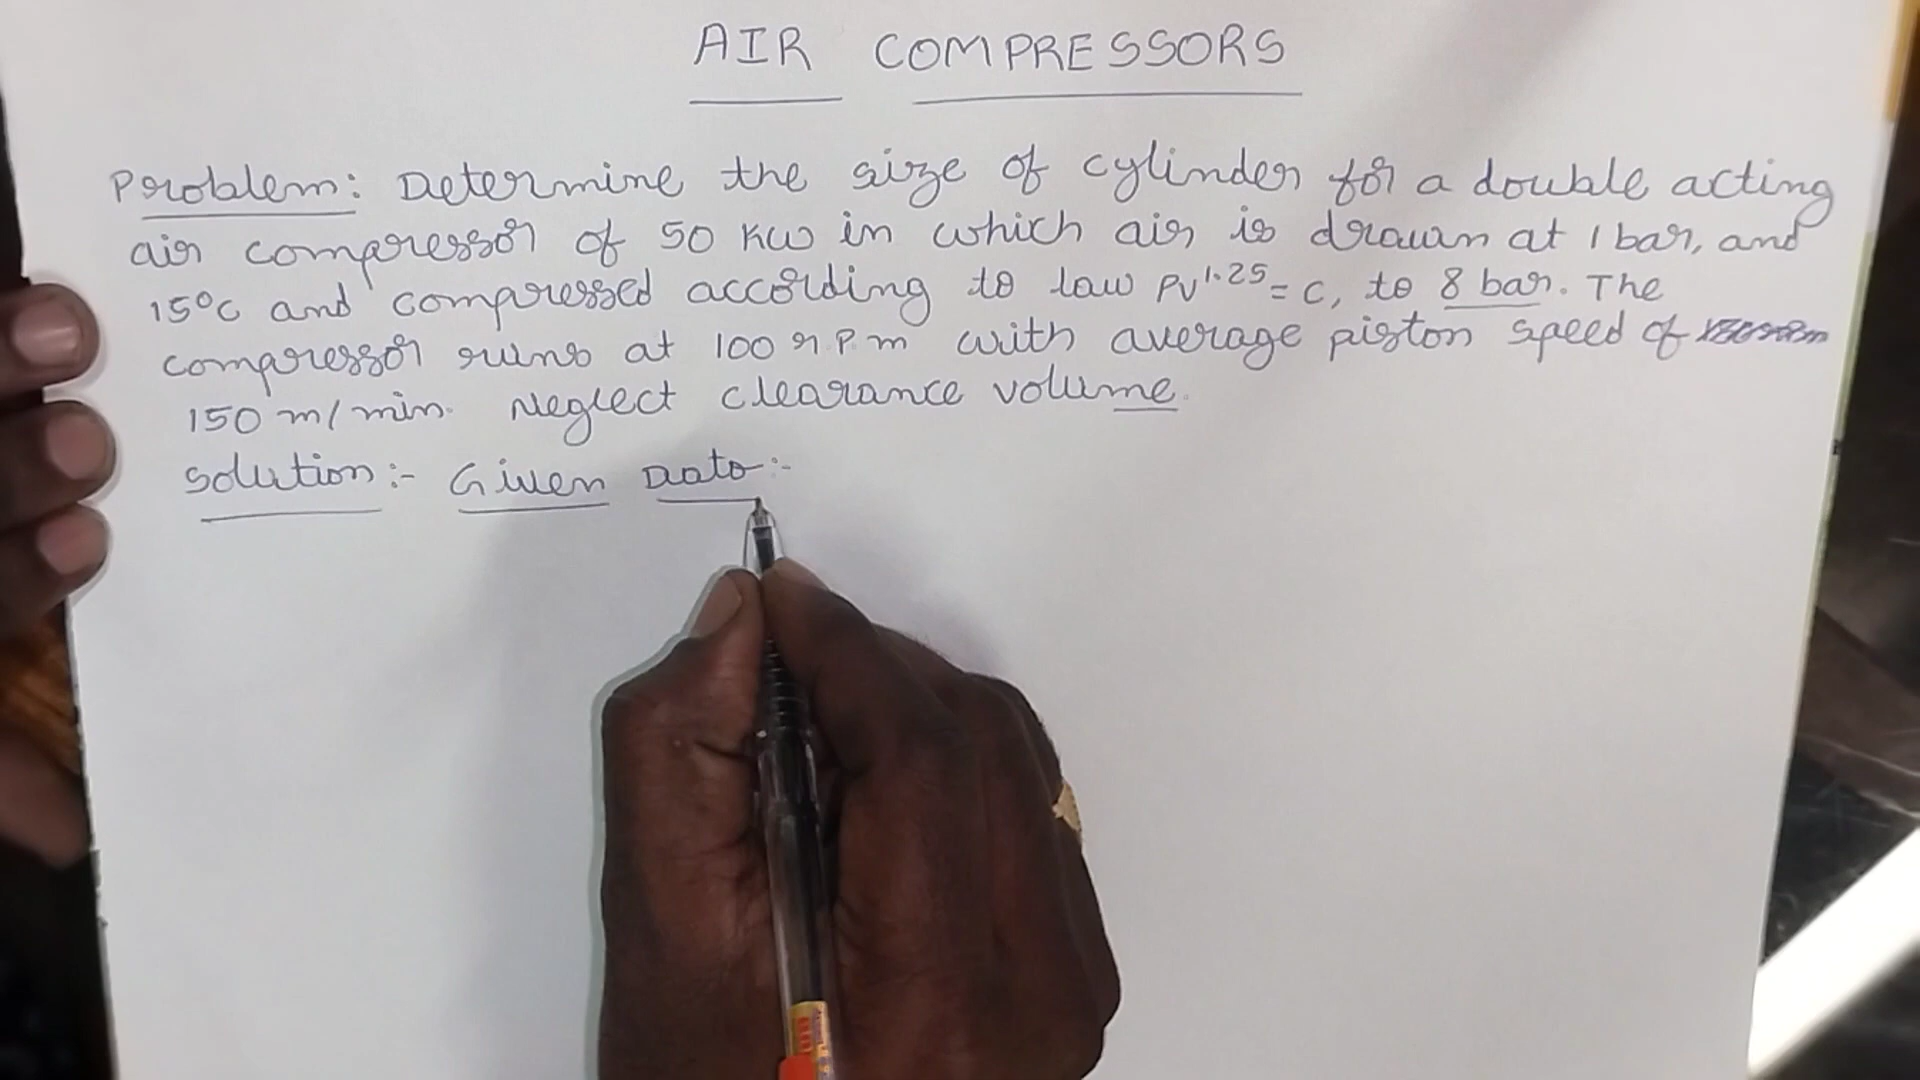 AIR COMPRESSORS
Problem: Determine the size of cylinder for a double acting
air compressor of 50 KW in which air is drawn at 1 bar, and
15°C and compressed according to law PV^1.25 = C, to 8 bar. The
compressor runs at 100 r.P.m with average piston speed of
150 m/min. Neglect clearance volume.
Solution:- Given Data:-